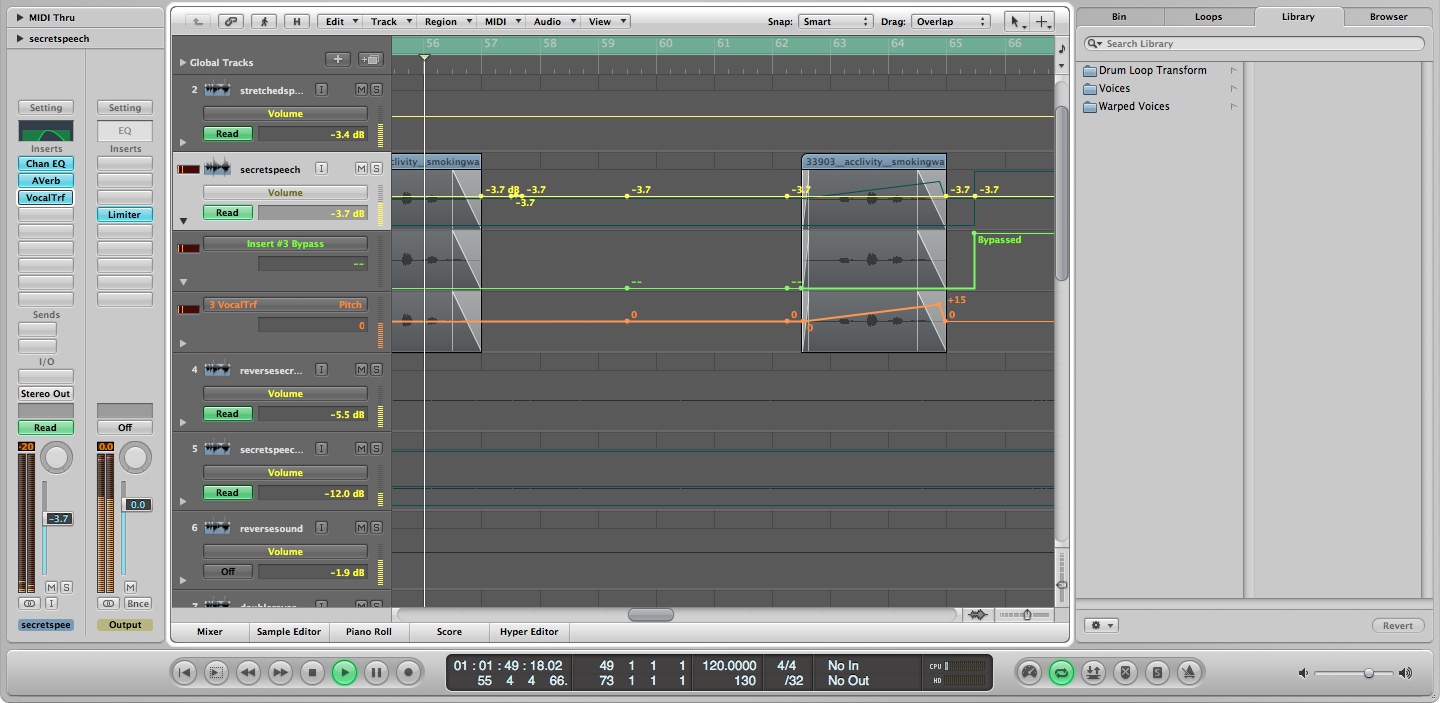 MIDI Thru
secretspeech
Setting
Setting
EQ
Inserts
Inserts
Chan EQ
AVerb
VocalTrf
Limiter
Sends
I/O
Stereo Out
Read
Off
-20
0.0
-3.7
0.0
M S
M
I
Bnce
secretspee
Output
H
Edit
Track
Region
MIDI
Audio
View
Snap: Smart
Drag: Overlap
56 57 58 59 60 61 62 63 64 65 66
Global Tracks
2 stretchedsp... I M S
Volume
Read -3.4 dB
secretspeech I M S
Volume
Read -3.7 dB
Insert #3 Bypass
--
3 VocalTrf Pitch
0
4 reversesecr... I M S
Volume
Read -5.5 dB
5 secretspeec... I M S
Volume
Read -12.0 dB
6 reversesound I M S
Volume
Off -1.9 dB
7
clivity__smokingwa
33903__acclivity__smokingwa
-3.7 dB -3.7
-3.7
-3.7
-3.7
-3.7
-3.7
--
--
Bypassed
0
0
0
+15
0
Mixer
Sample Editor
Piano Roll
Score
Hyper Editor
Bin
Loops
Library
Browser
Search Library
Drum Loop Transform
Voices
Warped Voices
Revert
01 : 01 : 49 : 18.02
55 4 4 66.
49 1 1 1
73 1 1 1
120.0000
130
4/4
/32
No In
No Out
CPU
HD
S